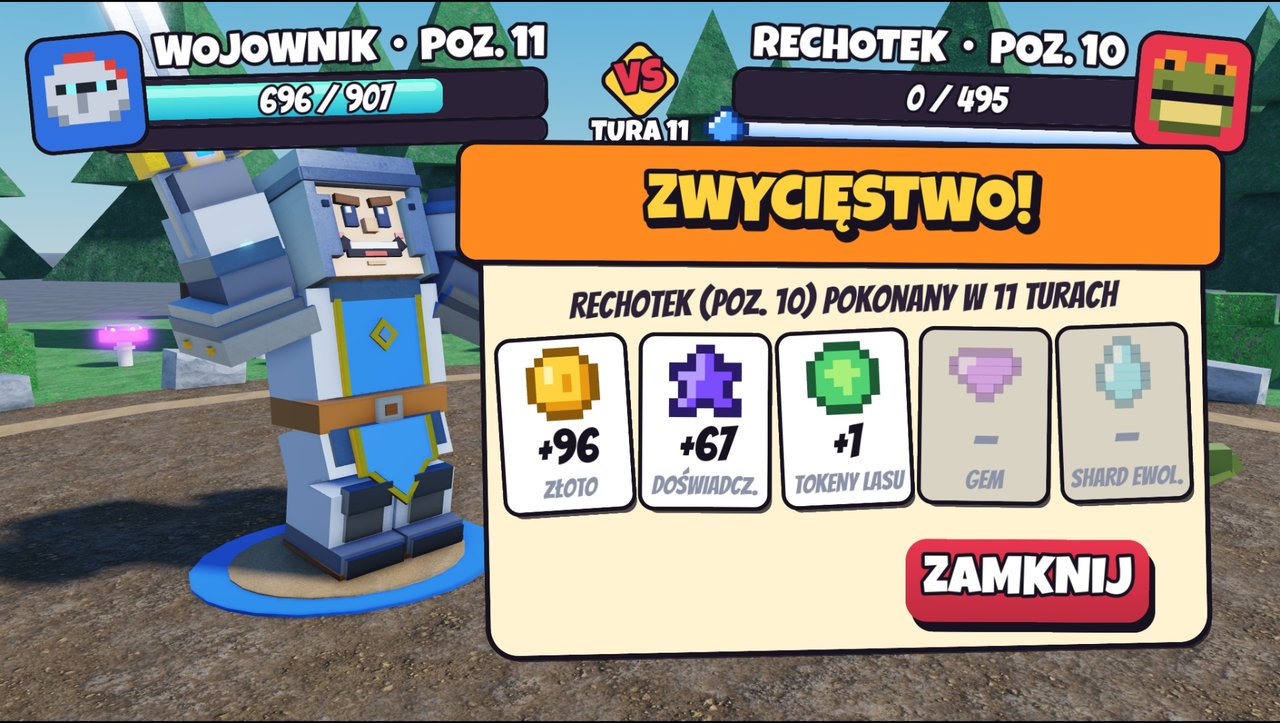 WOJOWNIK • POZ. 11
696 / 907
VS
TURA 11
RECHOTEK • POZ. 10
0 / 495
ZWYCIĘSTWO!
RECHOTEK (POZ. 10) POKONANY W 11 TURACH
+96
ZŁOTO
+67
DOŚWIADCZ.
+1
TOKENY LASU
-
GEM
-
SHARD EWOL.
ZAMKNIJ